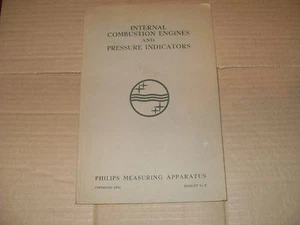 INTERNAL
COMBUSTION ENGINES
AND
PRESSURE INDICATORS
PHILIPS MEASURING APPARATUS